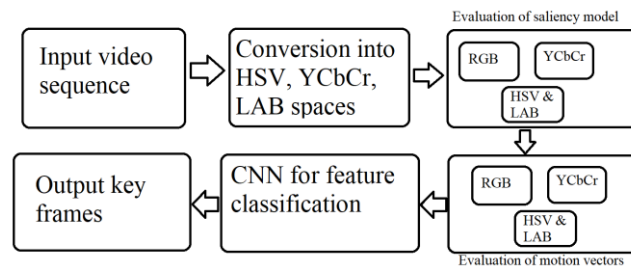 Evaluation of saliency model
Input video
sequence
Conversion into
HSV, YCbCr,
LAB spaces
RGB
YCbCr
HSV &
LAB
Output key
frames
CNN for feature
classification
RGB
YCbCr
HSV &
LAB
Evaluation of motion vectors